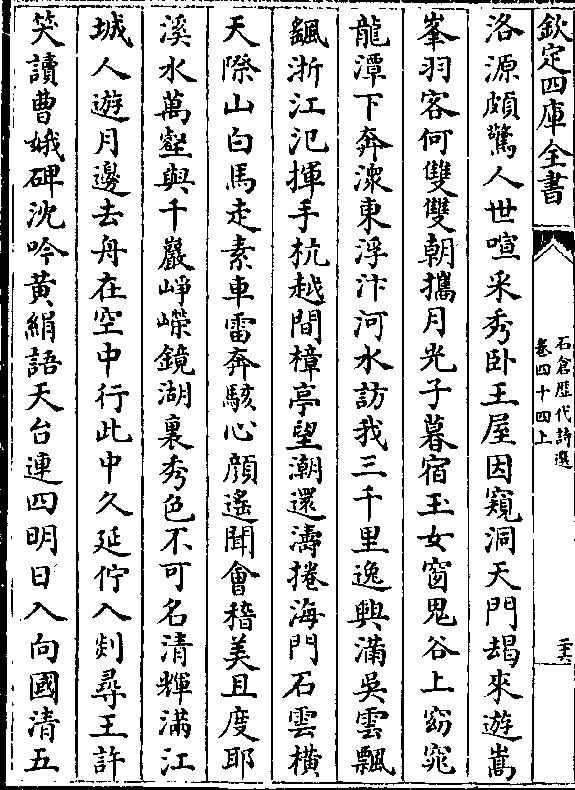 欽定四庫全書
石倉歷代詩選
卷四十四上
二十六
洛源頗驚人世喧采秀卧王屋因窺洞天門朅來遊嵩
峯羽客何雙雙朝攜月光子暮宿玉女窗鬼谷上窈窕
龍潭下奔潨東浮汴河水訪我三千里逸興滿吳雲飄
飖浙江汜揮手杭越間樟亭望潮還濤捲海門石雲橫
天際山白馬走素車雷奔駭心顔遙聞會稽美且度耶
溪水萬壑與千巖崢嶸鏡湖裏秀色不可名清輝滿江
城人遊月邊去舟在空中行此中久延佇入剡尋王許
笑讀曹娥碑沈吟黄絹語天台連四明日入向國清五